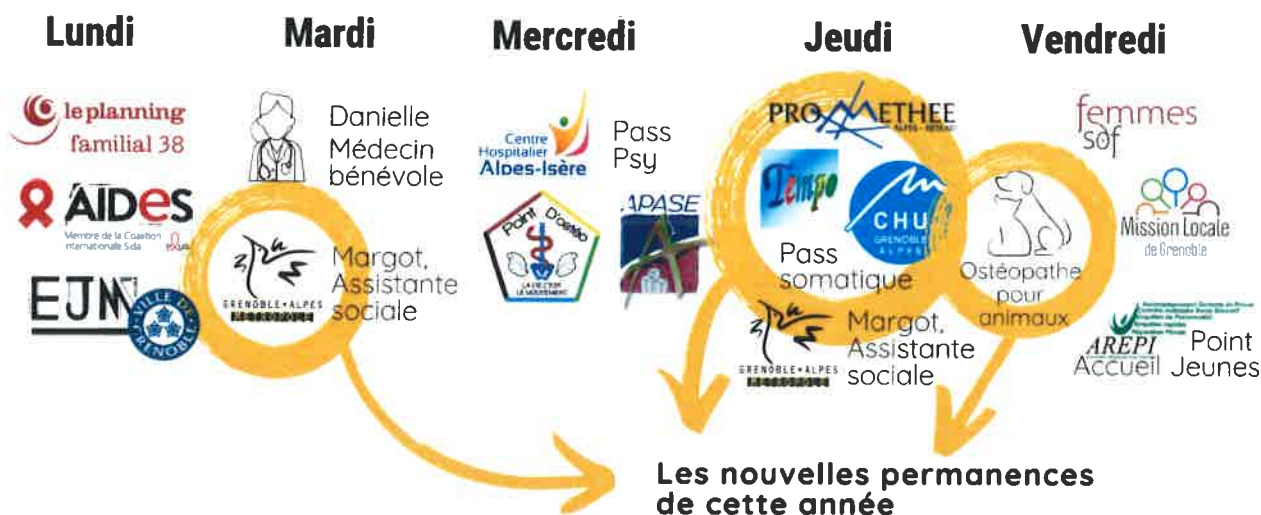 Lundi
Mardi
Mercredi
Jeudi
Vendredi
le planning
familial 38
AIDES
Membre de la Coalition
Internationale Sida
EJM
VILLE DE
GRENOBLE
Danielle
Médecin
bénévole
GRENOBLE•ALPES
MÉTROPOLE
Margot,
Assistante
sociale
Centre
Hospitalier
Alpes-Isère
Pass
Psy
Point D'ostéo
LE MOUVEMENT
APASE
PROMETHEE
ALPES - RÉSEAU
Tempo
CHU
GRENOBLE
ALPES
Pass
somatique
GRENOBLE•ALPES
MÉTROPOLE
Margot,
Assistante
sociale
Ostéopathe
pour
animaux
femmes
sdf
Mission Locale
de Grenoble
AREPI
Accueil
Point
Jeunes
Les nouvelles permanences
de cette année